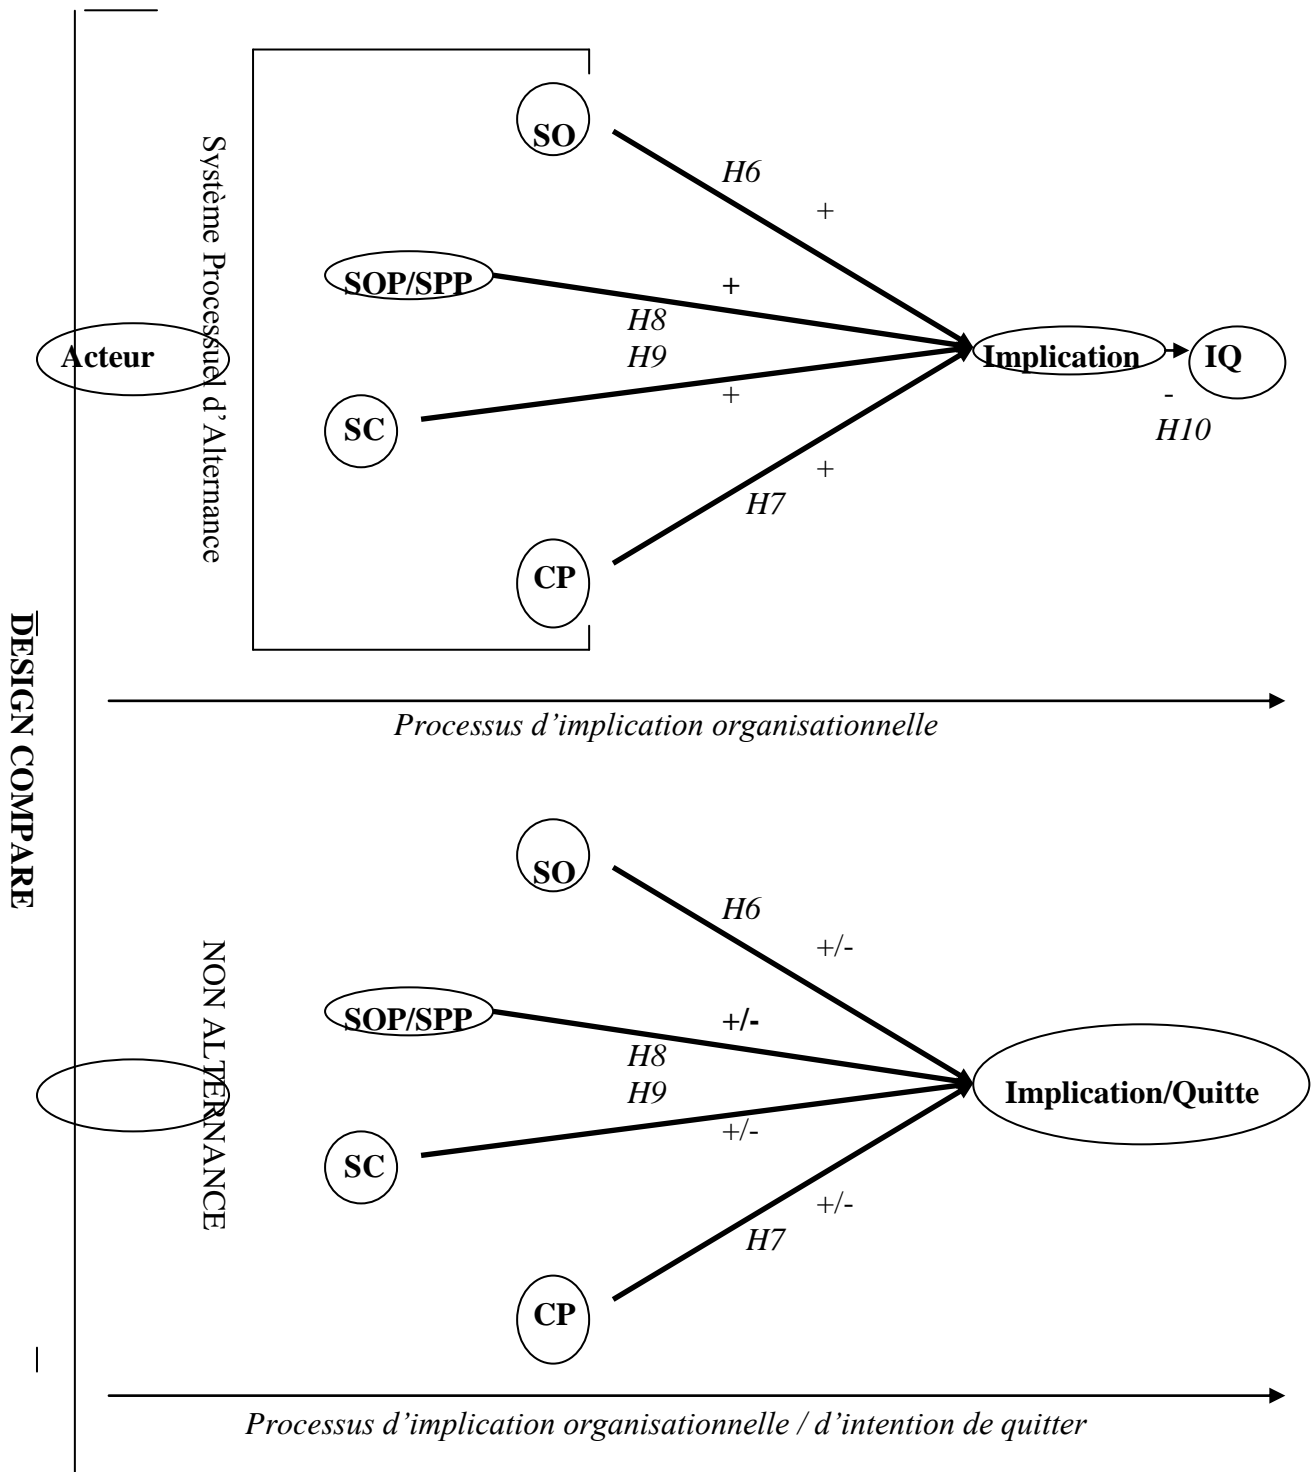 DESIGN COMPARE
Système Processuel d'Alternance
SO
H6
+
SOP/SPP
+
H8
Acteur
H9
Implication
IQ
+
-
SC
H10
+
H7
CP
Processus d'implication organisationnelle
NON ALTERNANCE
SO
H6
+/-
SOP/SPP
+/-
H8
H9
Implication/Quitte
+/-
SC
+/-
H7
CP
Processus d'implication organisationnelle / d'intention de quitter